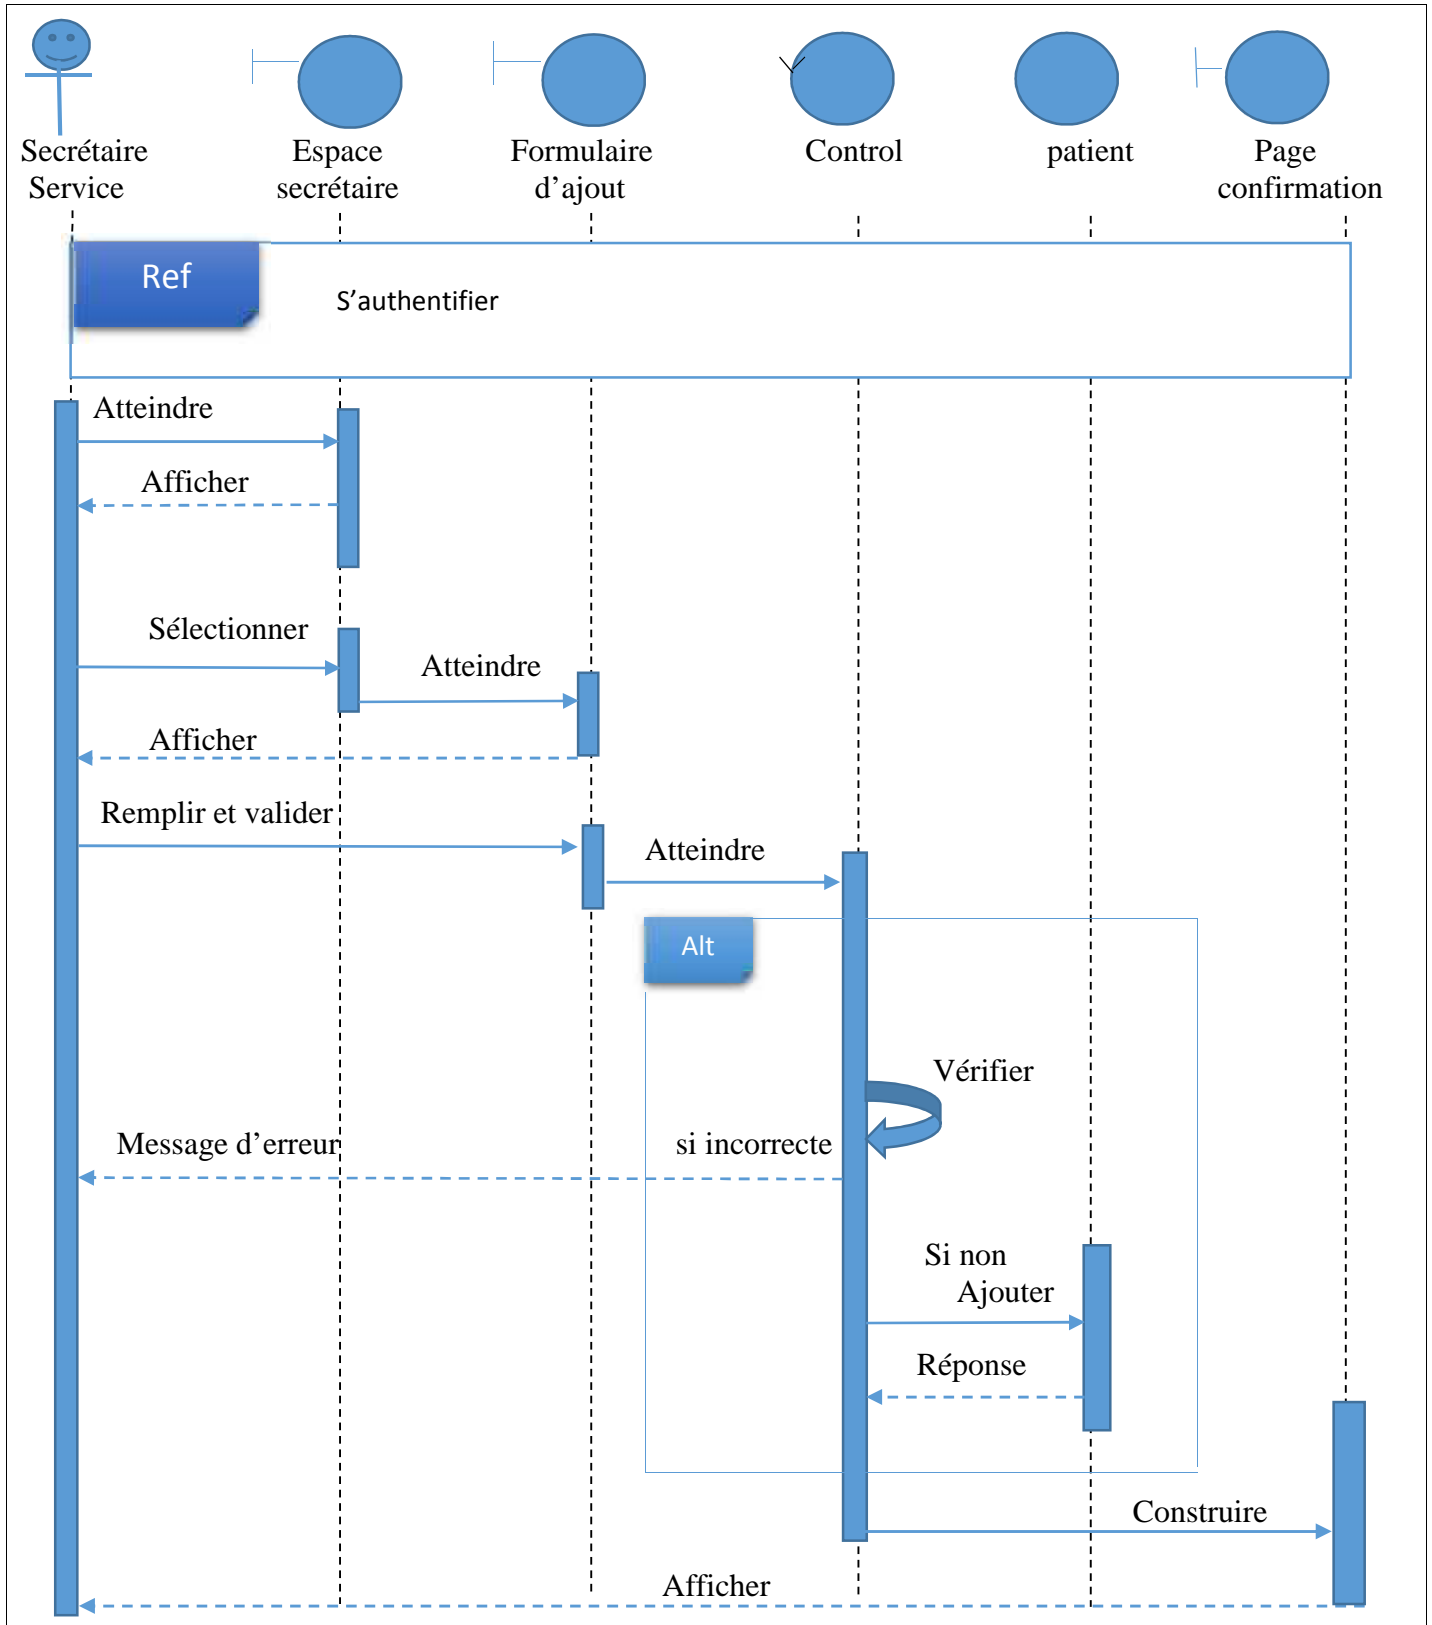 Secrétaire
Service
Espace
secrétaire
Formulaire
d’ajout
Control
patient
Page
confirmation
Ref
S’authentifier
Atteindre
Afficher
Sélectionner
Atteindre
Afficher
Remplir et valider
Atteindre
Alt
Vérifier
Message d’erreur
si incorrecte
Si non
Ajouter
Réponse
Construire
Afficher